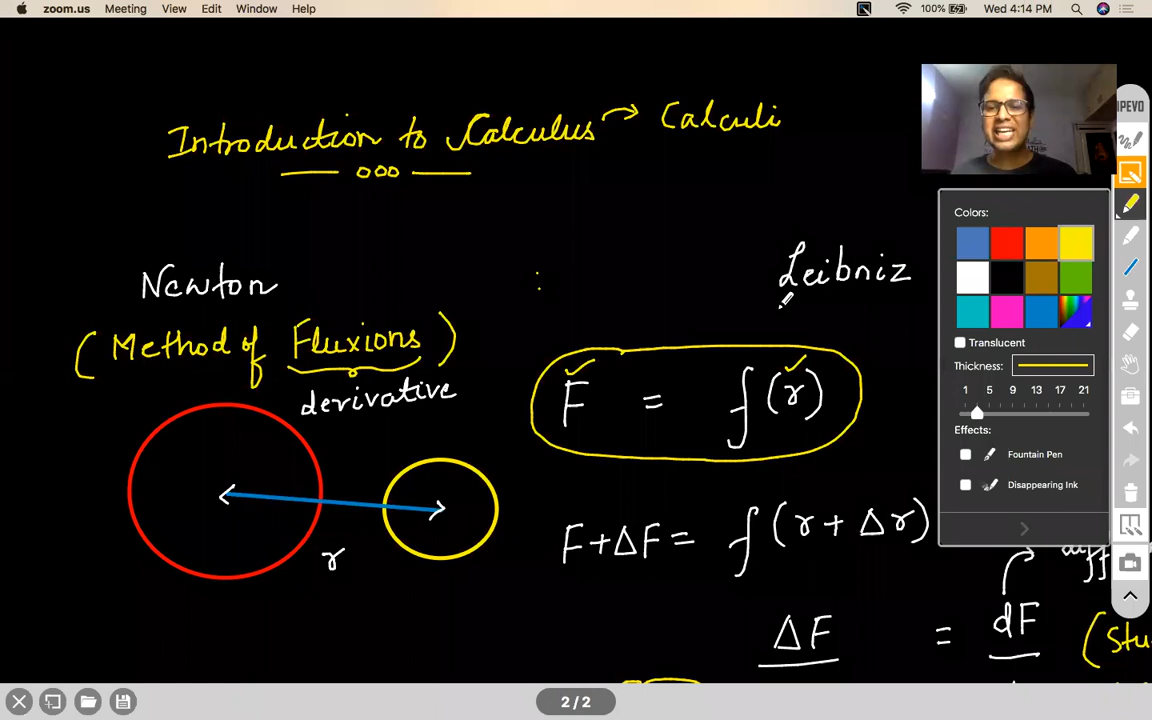 zoom.us Meeting View Edit Window Help 100% Wed 4:14 PM
Introduction to Calculus → Calculi
IPEVO
Colors:
Newton
Leibniz
(Method of Fluxions)
derivative
Translucent
Thickness:
1 5 9 13 17 21
F = f(r)
Effects:
Fountain Pen
Disappearing Ink
F+ΔF = f(r+Δr)
diff
r
ΔF = dF (Stu
2/2